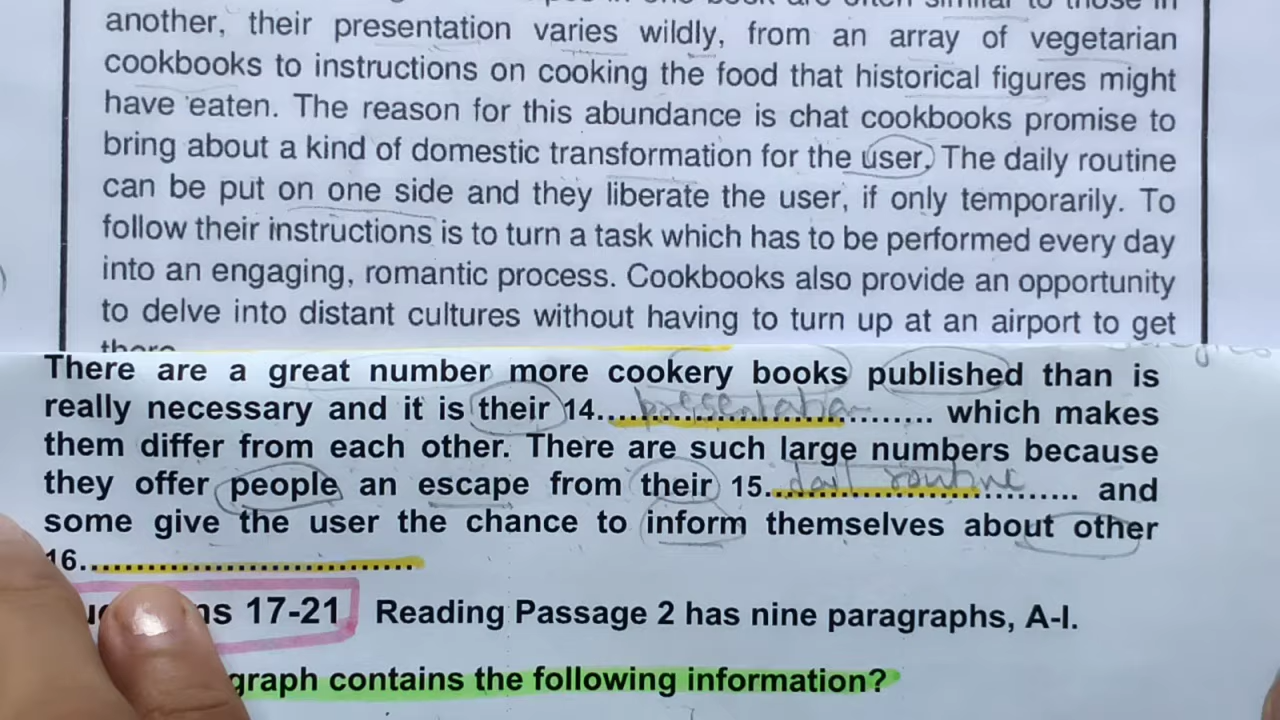 another, their presentation varies wildly, from an array of vegetarian
cookbooks to instructions on cooking the food that historical figures might
have eaten. The reason for this abundance is chat cookbooks promise to
bring about a kind of domestic transformation for the user. The daily routine
can be put on one side and they liberate the user, if only temporarily. To
follow their instructions is to turn a task which has to be performed every day
into an engaging, romantic process. Cookbooks also provide an opportunity
to delve into distant cultures without having to turn up at an airport to get
There are a great number more cookery books published than is
really necessary and it is their 14....presentation........ which makes
them differ from each other. There are such large numbers because
they offer people an escape from their 15....dail routine........ and
some give the user the chance to inform themselves about other
16..............................
ns 17-21 Reading Passage 2 has nine paragraphs, A-I.
graph contains the following information?